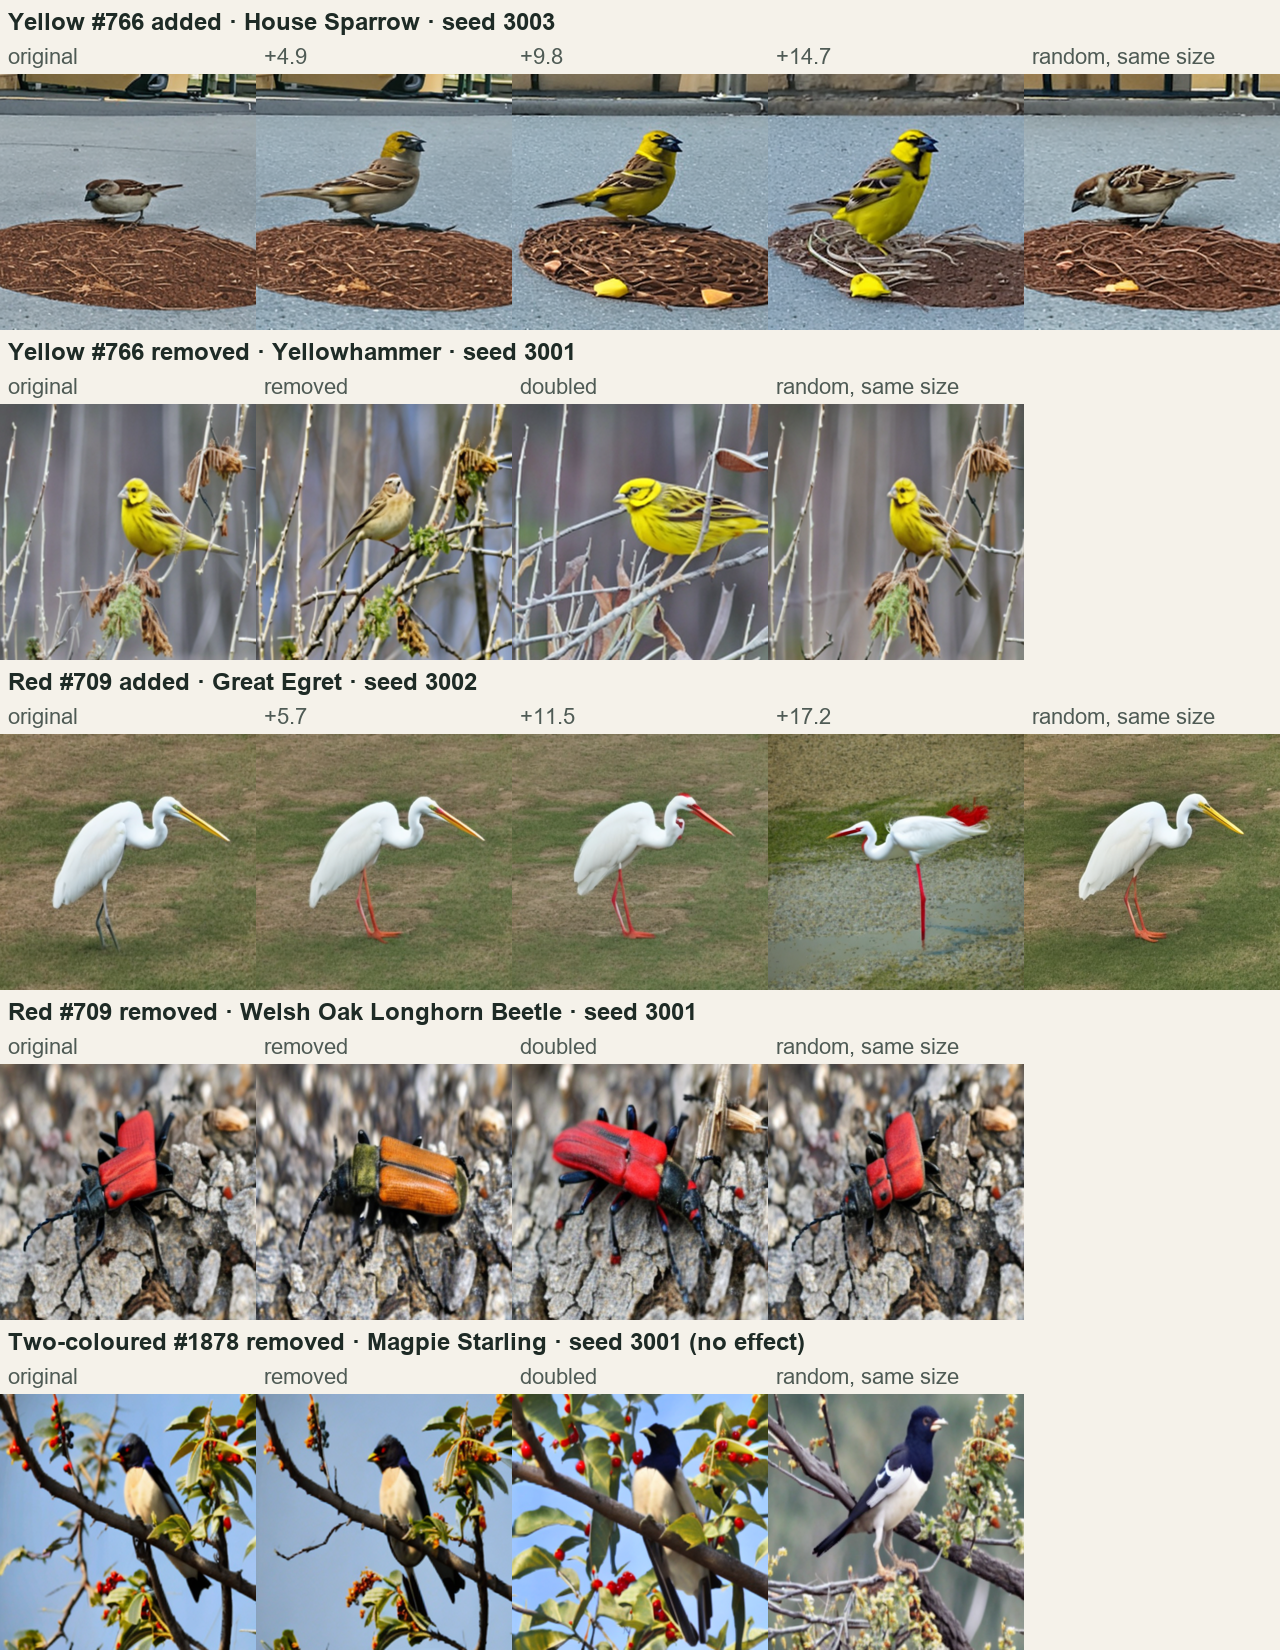 Yellow #766 added · House Sparrow · seed 3003
original +4.9 +9.8 +14.7 random, same size
Yellow #766 removed · Yellowhammer · seed 3001
original removed doubled random, same size
Red #709 added · Great Egret · seed 3002
original +5.7 +11.5 +17.2 random, same size
Red #709 removed · Welsh Oak Longhorn Beetle · seed 3001
original removed doubled random, same size
Two-coloured #1878 removed · Magpie Starling · seed 3001 (no effect)
original removed doubled random, same size